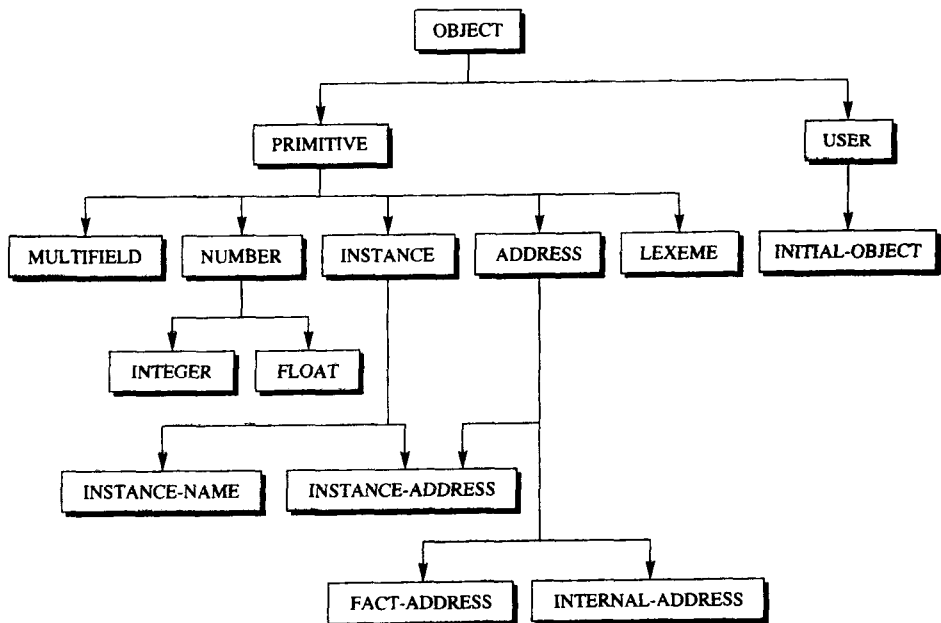 OBJECT
PRIMITIVE
USER
MULTIFIELD
NUMBER
INSTANCE
ADDRESS
LEXEME
INITIAL-OBJECT
INTEGER
FLOAT
INSTANCE-NAME
INSTANCE-ADDRESS
FACT-ADDRESS
INTERNAL-ADDRESS